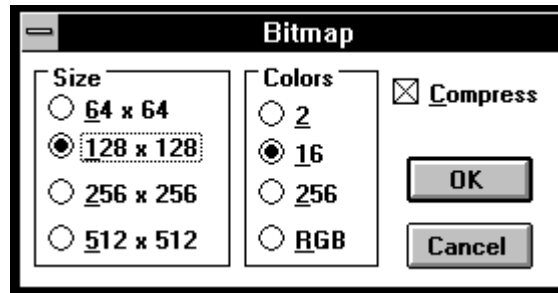 Bitmap
Size
64 x 64
128 x 128
256 x 256
512 x 512
Colors
2
16
256
RGB
Compress
OK
Cancel